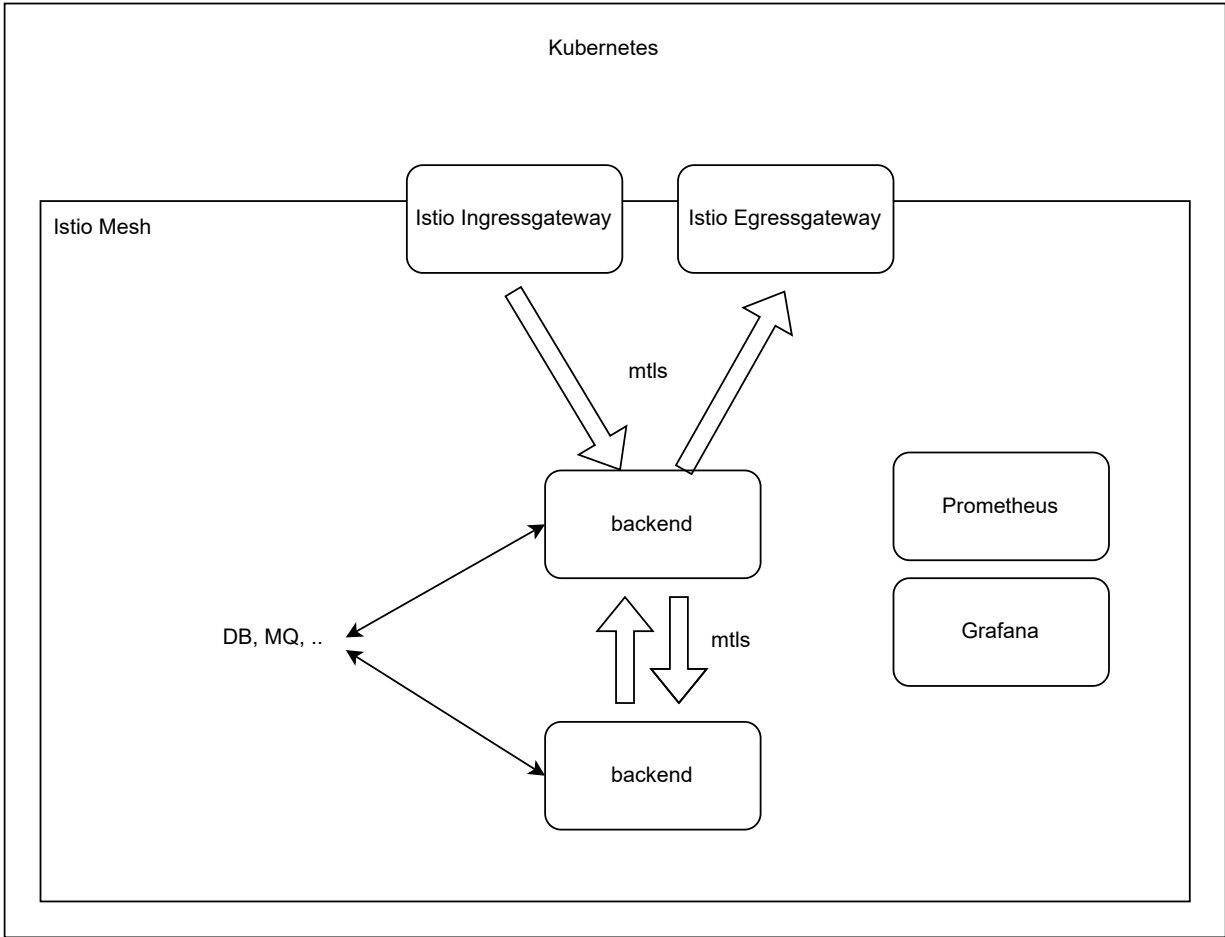 Kubernetes
Istio Ingressgateway
Istio Egressgateway
Istio Mesh
mtls
backend
Prometheus
DB, MQ, ..
mtls
Grafana
backend